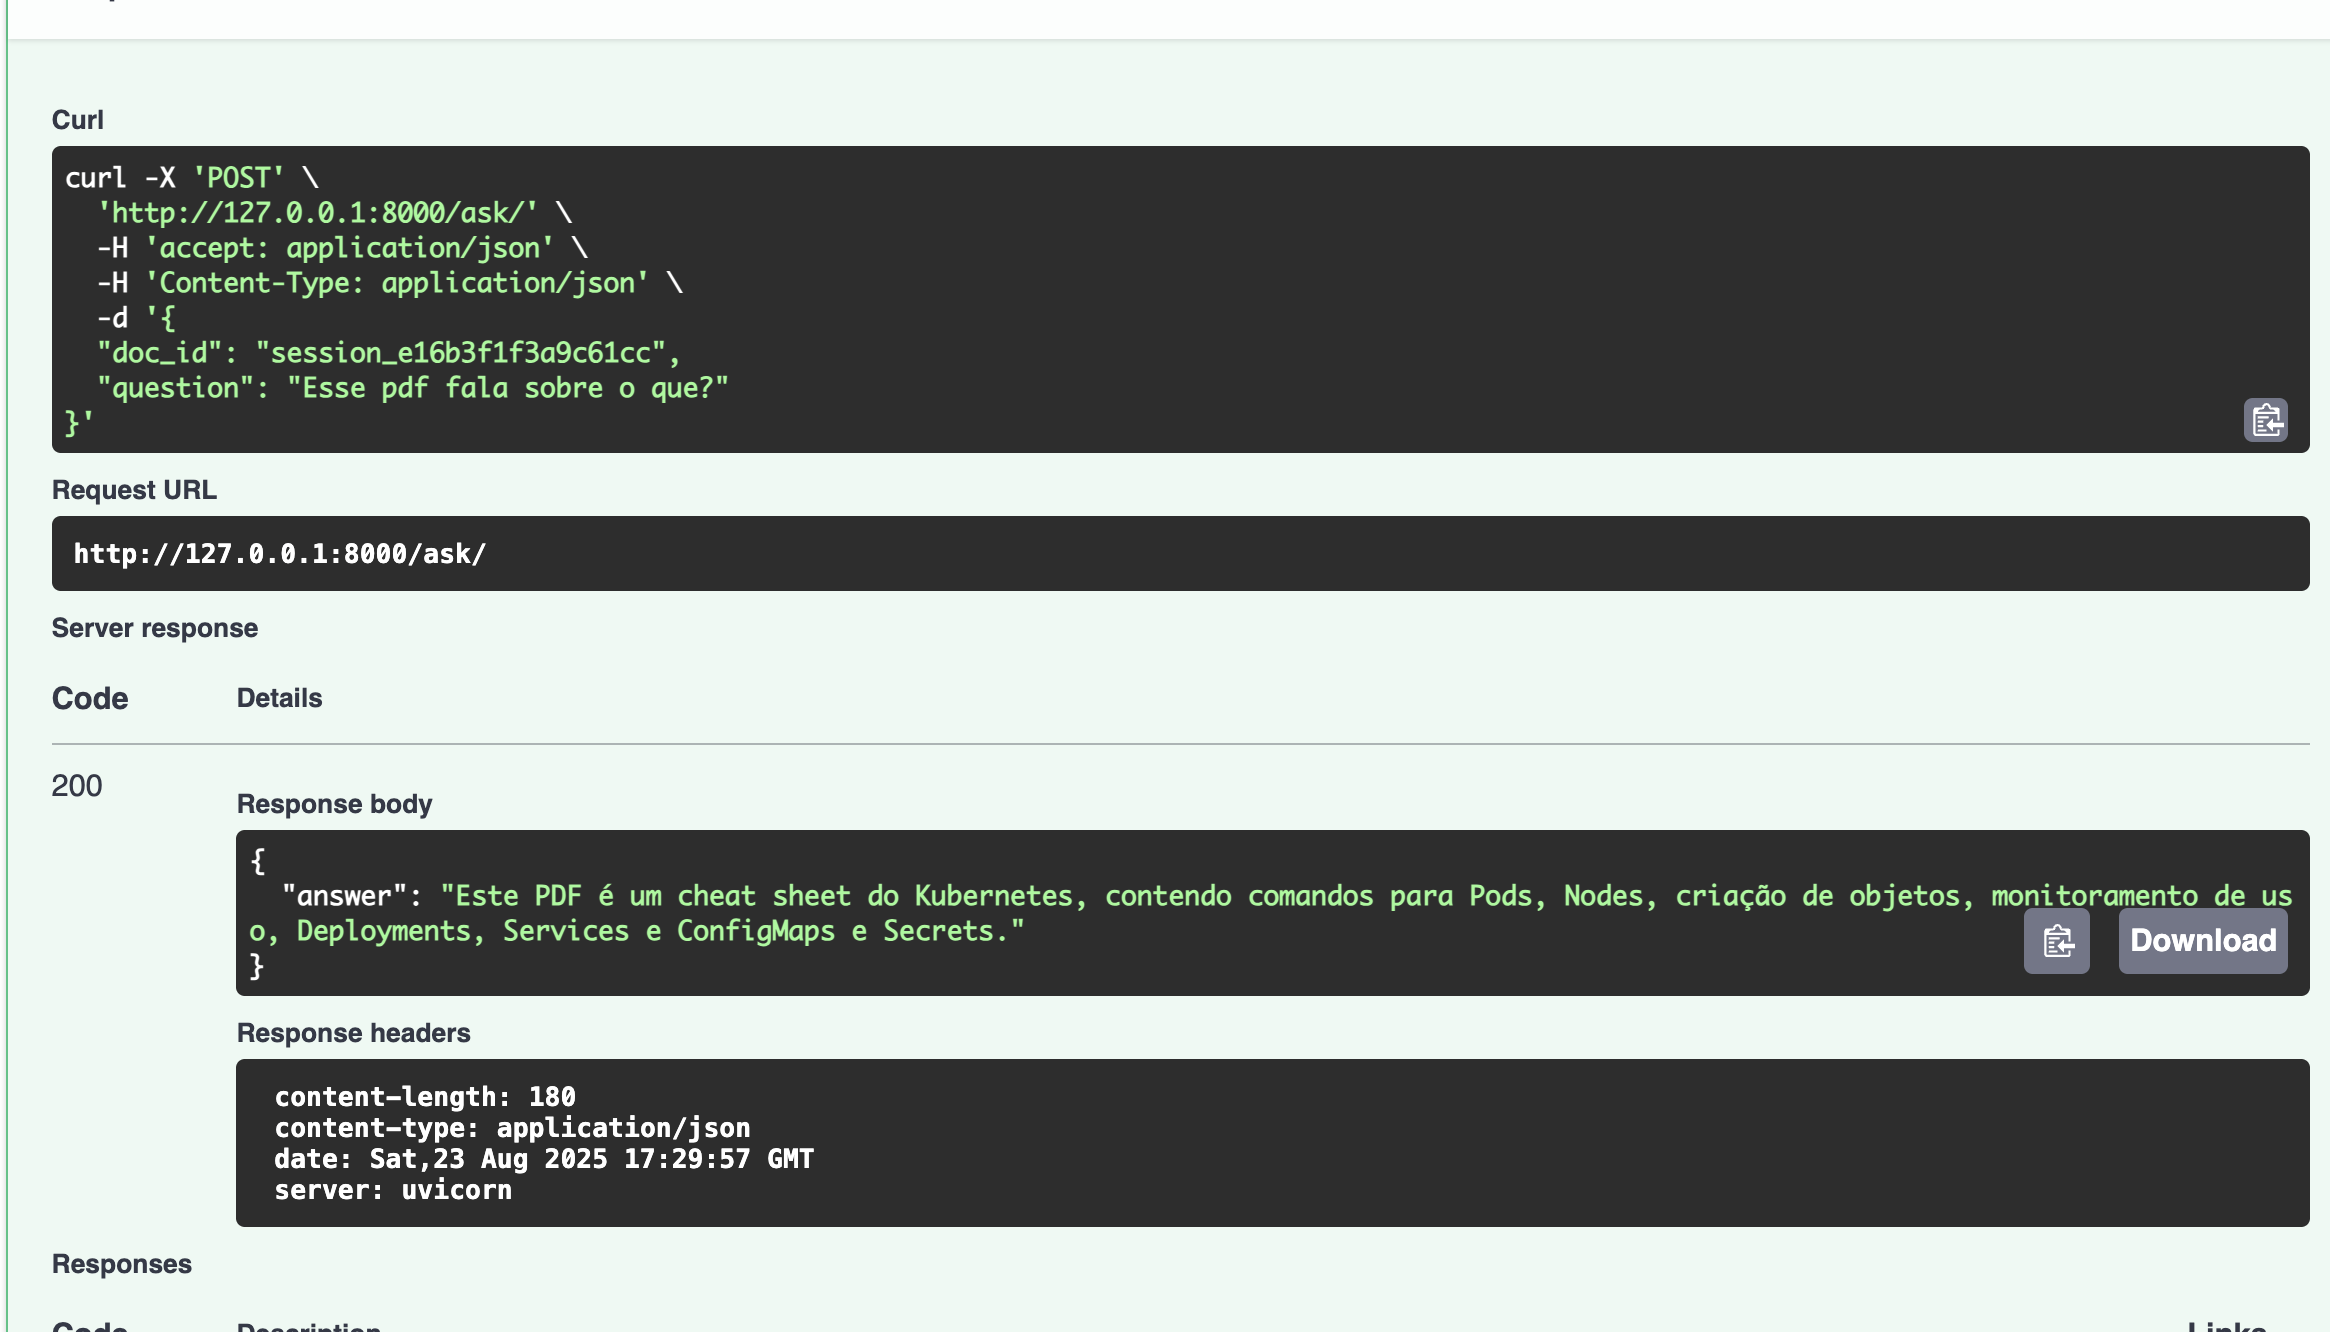 Curl
curl -X 'POST' \
  'http://127.0.0.1:8000/ask/' \
  -H 'accept: application/json' \
  -H 'Content-Type: application/json' \
  -d '{
  "doc_id": "session_e16b3f1f3a9c61cc",
  "question": "Esse pdf fala sobre o que?"
}'
Request URL
http://127.0.0.1:8000/ask/
Server response
Code Details
200
Response body
{
  "answer": "Este PDF é um cheat sheet do Kubernetes, contendo comandos para Pods, Nodes, criação de objetos, monitoramento de us
o, Deployments, Services e ConfigMaps e Secrets."
}
Download
Response headers
content-length: 180
content-type: application/json
date: Sat,23 Aug 2025 17:29:57 GMT
server: uvicorn
Responses
Code Description Links